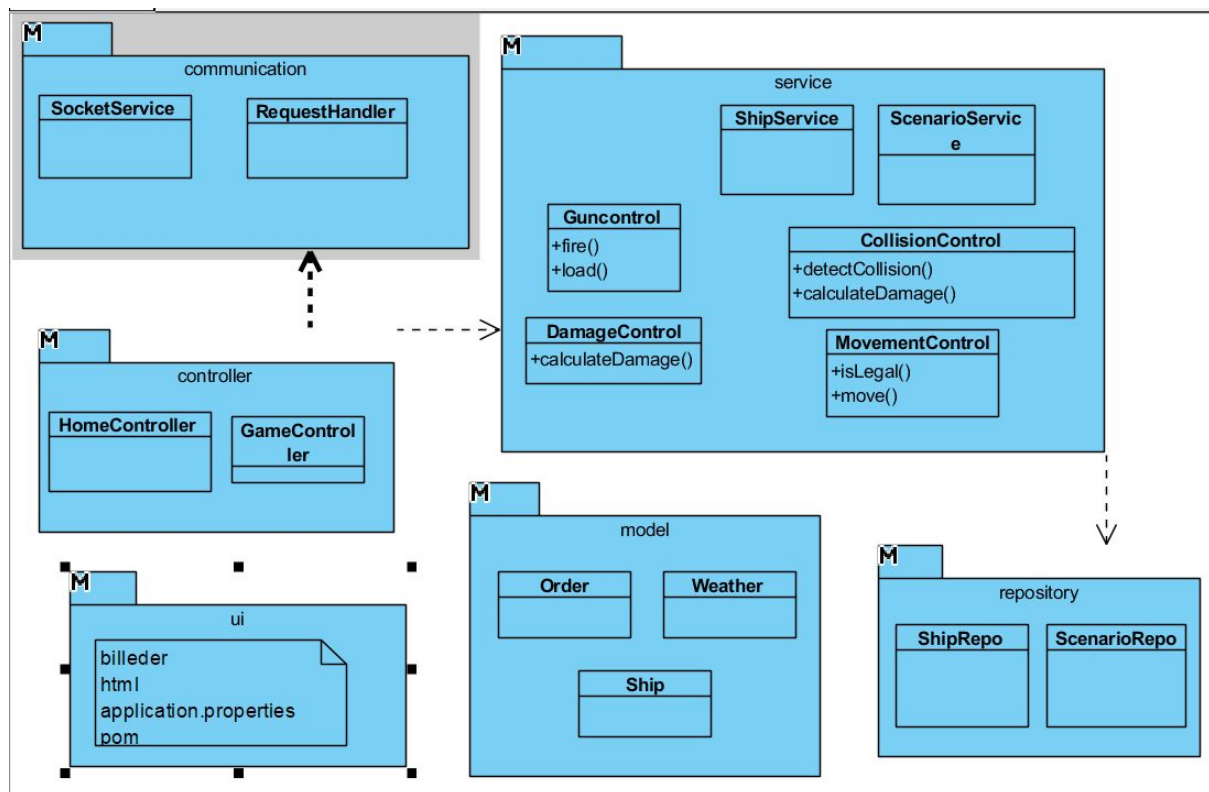 M
communication
SocketService
RequestHandler
M
service
ShipService
ScenarioServic
e
Guncontrol
+fire()
+load()
CollisionControl
+detectCollision()
+calculateDamage()
DamageControl
+calculateDamage()
MovementControl
+isLegal()
+move()
M
controller
HomeController
GameControl
ler
M
model
Order
Weather
Ship
M
ui
billeder
html
application.properties
pom
M
repository
ShipRepo
ScenarioRepo